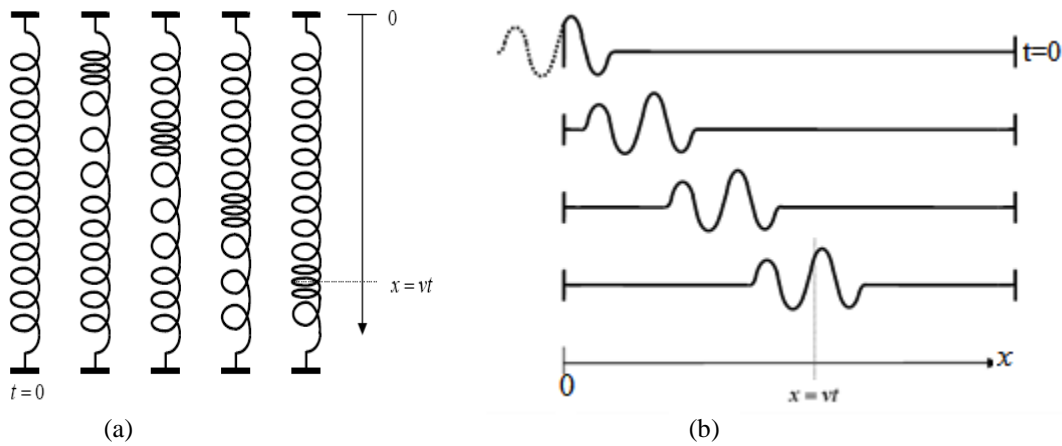 0
x = vt
t = 0
(a)
t=0
0
x
x = vt
(b)